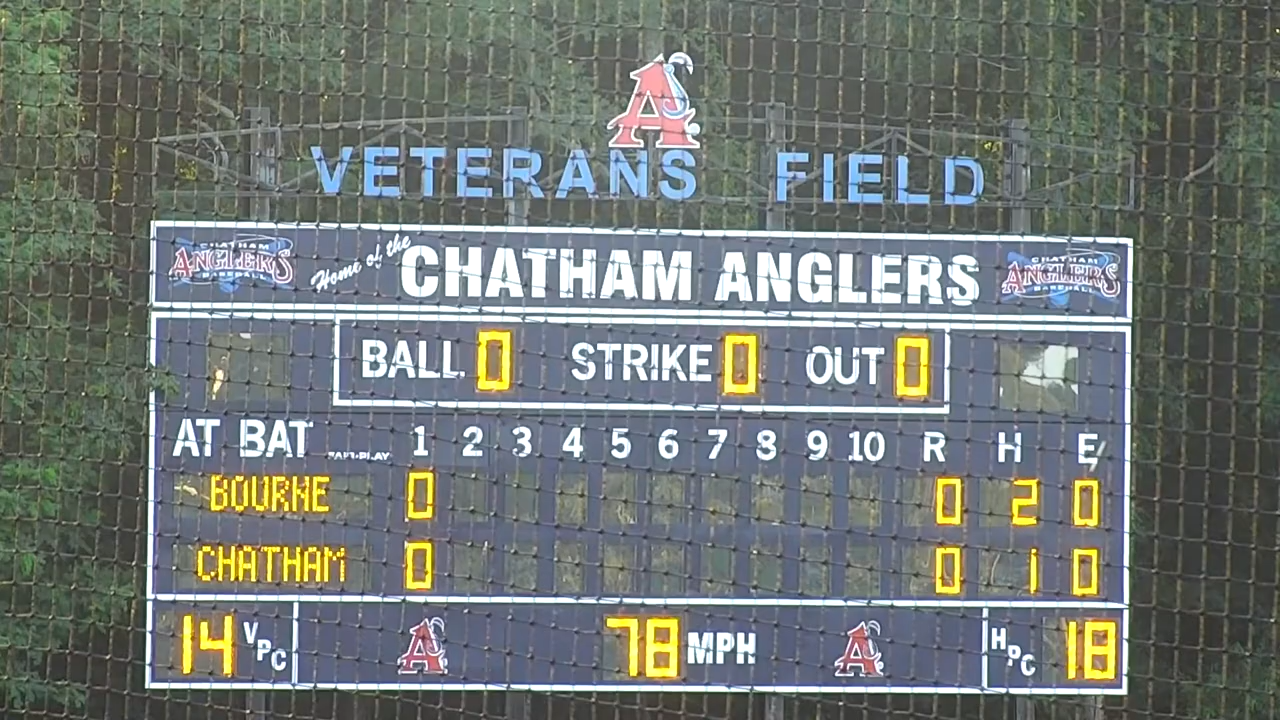 A
VETERANS FIELD
CHATHAM ANGLERS BASEBALL Home of the CHATHAM ANGLERS CHATHAM ANGLERS BASEBALL
BALL 0 STRIKE 0 OUT 0
AT BAT 1 2 3 4 5 6 7 8 9 10 R H E
BOURNE 0 0 2 0
CHATHAM 0 0 1 0
14 VPC A 78 MPH A HPC 18